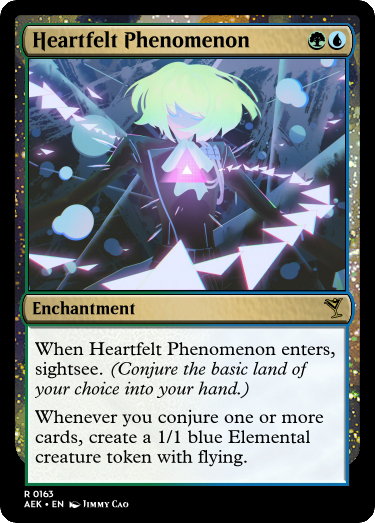 Heartfelt Phenomenon
Enchantment
When Heartfelt Phenomenon enters,
sightsee. (Conjure the basic land of
your choice into your hand.)
Whenever you conjure one or more
cards, create a 1/1 blue Elemental
creature token with flying.
R 0163
AEK • EN Jimmy Cao